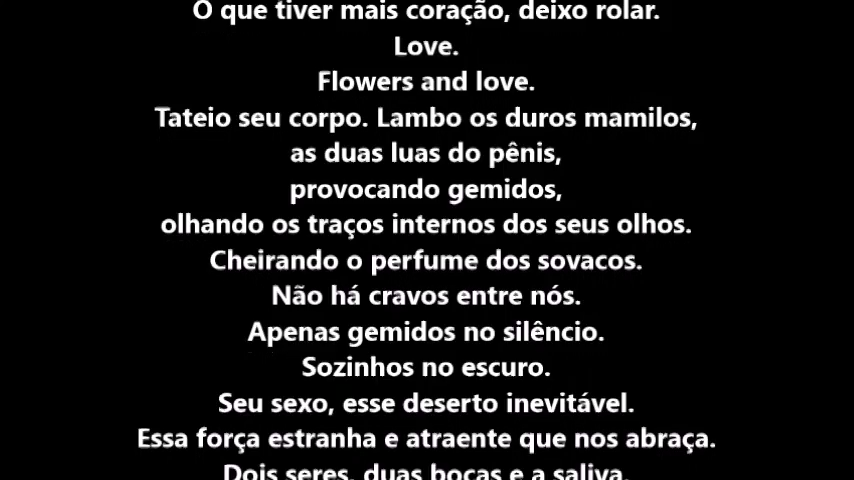 O que tiver mais coração, deixo rolar.
Love.
Flowers and love.
Tateio seu corpo. Lambo os duros mamilos,
as duas luas do pênis,
provocando gemidos,
olhando os traços internos dos seus olhos.
Cheirando o perfume dos sovacos.
Não há cravos entre nós.
Apenas gemidos no silêncio.
Sozinhos no escuro.
Seu sexo, esse deserto inevitável.
Essa força estranha e atraente que nos abraça.
Dois seres, duas bocas e a saliva.